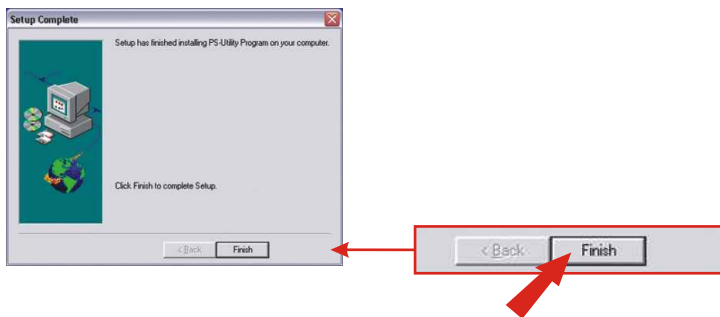 Setup Complete
Setup has finished installing PS-Utility Program on your computer.
Click Finish to complete Setup.
< Back Finish
< Back Finish